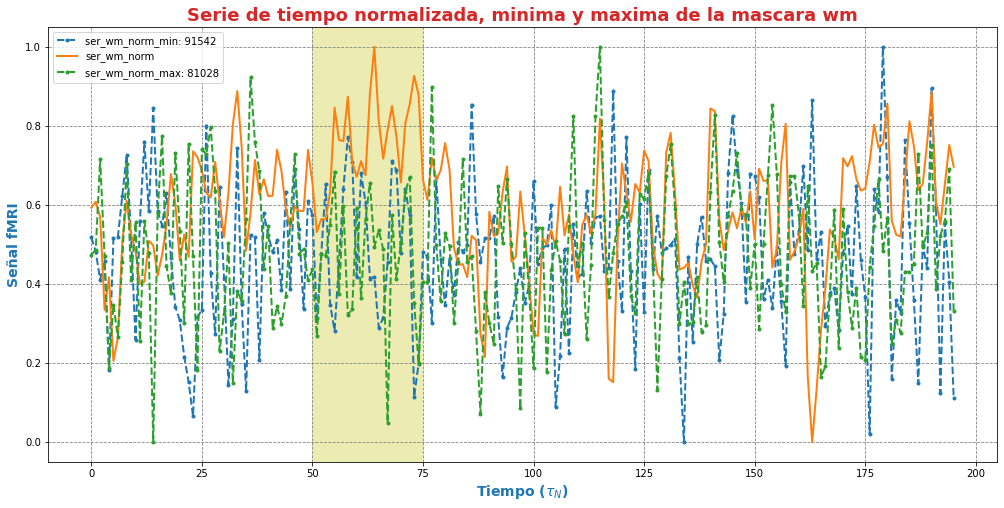 Serie de tiempo normalizada, minima y maxima de la mascara wm
ser_wm_norm_min: 91542
ser_wm_norm
ser_wm_norm_max: 81028
Señal fMRI
1.0
0.8
0.6
0.4
0.2
0.0
0 25 50 75 100 125 150 175 200
Tiempo (τ_N)